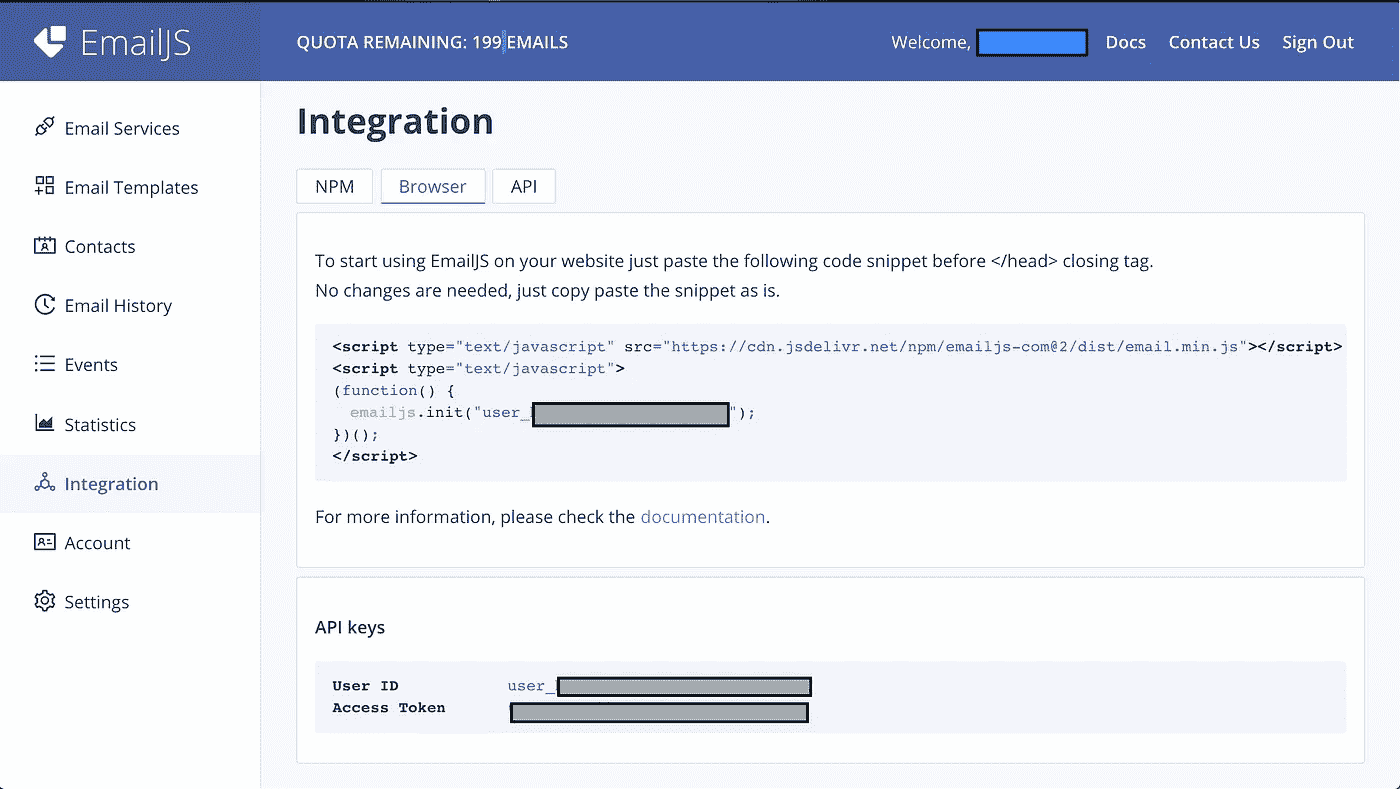 EmailJS
QUOTA REMAINING: 199 EMAILS
Welcome,
Docs
Contact Us
Sign Out
Email Services
Email Templates
Contacts
Email History
Events
Statistics
Integration
Account
Settings
Integration
NPM
Browser
API
To start using EmailJS on your website just paste the following code snippet before </head> closing tag.
No changes are needed, just copy paste the snippet as is.
<script type="text/javascript" src="https://cdn.jsdelivr.net/npm/emailjs-com@2/dist/email.min.js"></script>
<script type="text/javascript">
(function() {
emailjs.init("user_");
})();
</script>
For more information, please check the documentation.
API keys
User ID user_
Access Token